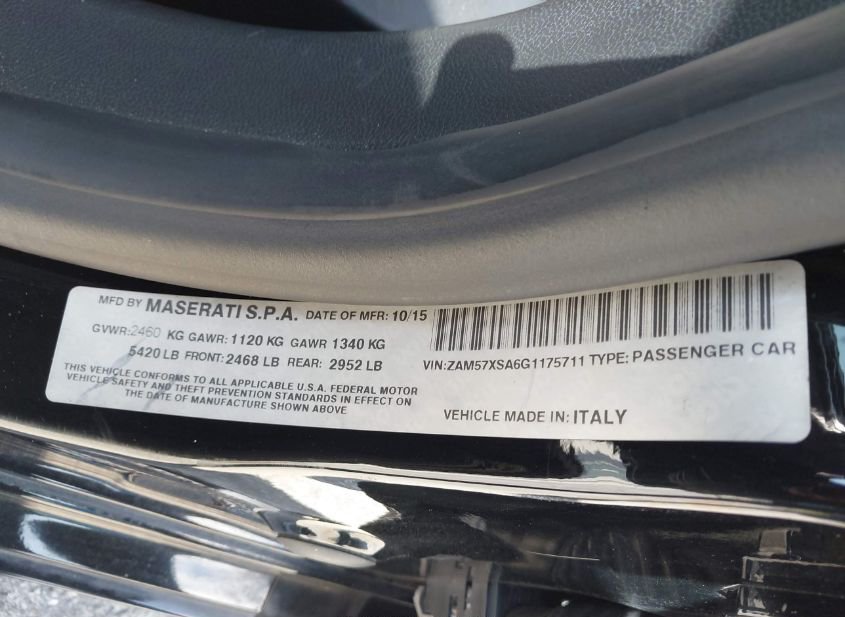 MFD BY MASERATI S.P.A. DATE OF MFR: 10/15
GVWR:2460 KG GAWR: 1120 KG GAWR 1340 KG
5420 LB FRONT: 2468 LB REAR: 2952 LB
THIS VEHICLE CONFORMS TO ALL APPLICABLE U.S.A. FEDERAL MOTOR
VEHICLE SAFETY AND THEFT PREVENTION STANDARDS IN EFFECT ON
THE DATE OF MANUFACTURE SHOWN ABOVE
VIN:ZAM57XSA6G1175711 TYPE: PASSENGER CAR
VEHICLE MADE IN: ITALY